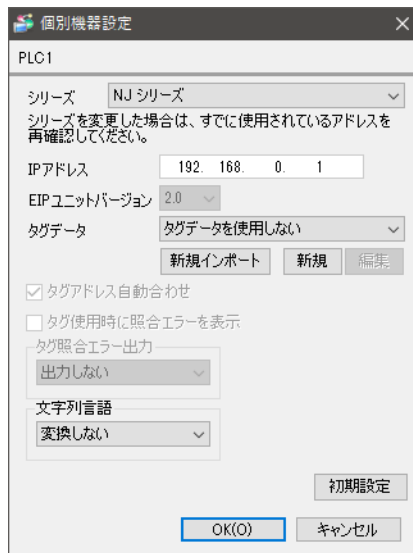 個別機器設定
PLC1
シリーズ NJ シリーズ
シリーズを変更した場合は、すでに使用されているアドレスを
再確認してください。
IPアドレス 192. 168. 0. 1
EIPユニットバージョン 2.0
タグデータ タグデータを使用しない
新規インポート 新規 編集
タグアドレス自動合わせ
タグ使用時に照合エラーを表示
タグ照合エラー出力
出力しない
文字列言語
変換しない
初期設定
OK(O) キャンセル